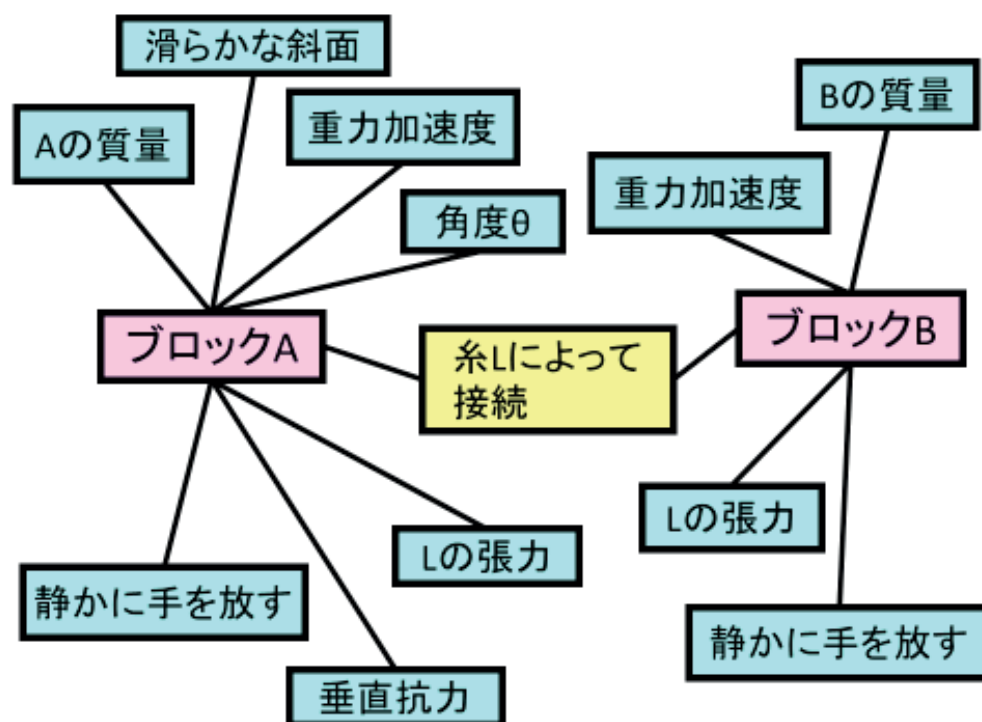 滑らかな斜面
Bの質量
Aの質量
重力加速度
重力加速度
角度θ
ブロックA
糸Lによって
接続
ブロックB
Lの張力
Lの張力
静かに手を放す
静かに手を放す
垂直抗力